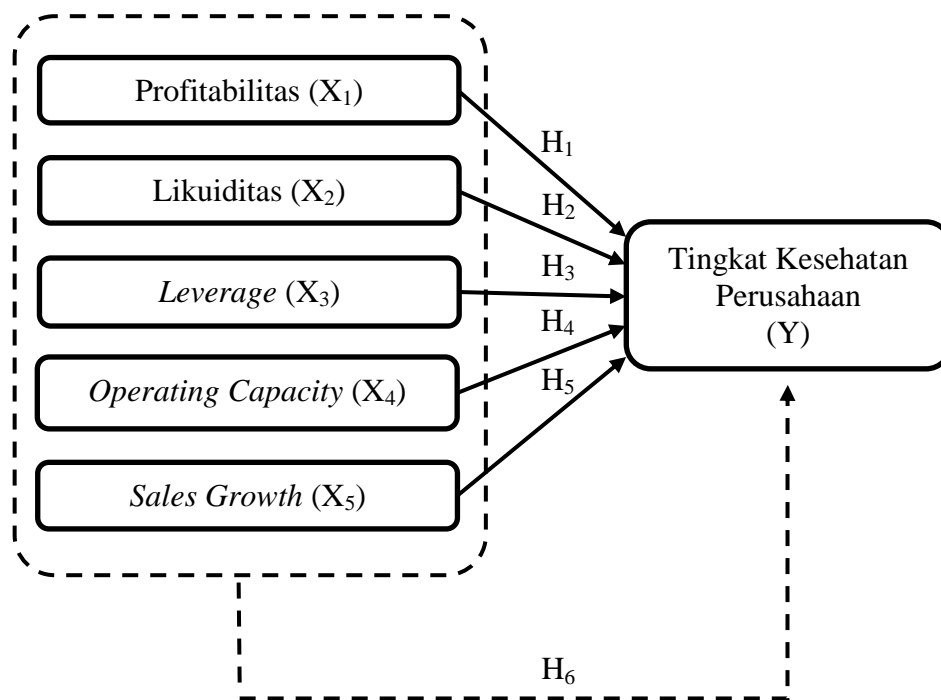 Profitabilitas (X₁)
Likuiditas (X₂)
Leverage (X₃)
Operating Capacity (X₄)
Sales Growth (X₅)
H₁
H₂
H₃
H₄
H₅
Tingkat Kesehatan
Perusahaan
(Y)
H₆